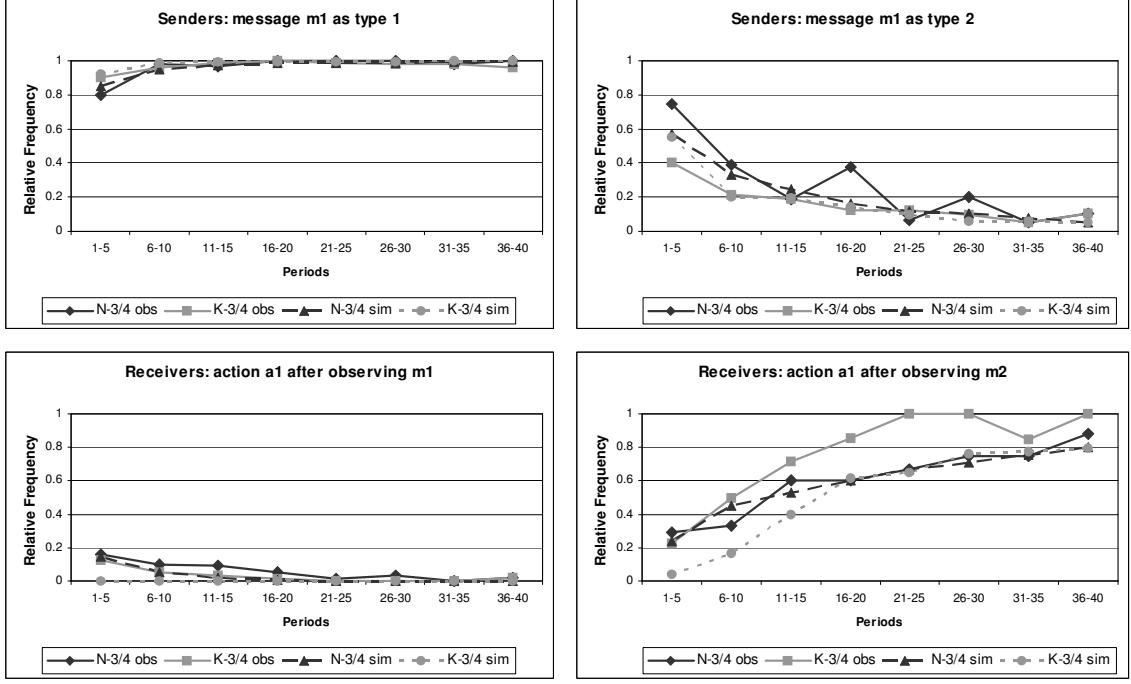 Senders: message m1 as type 1
Relative Frequency
1
0.8
0.6
0.4
0.2
0
1-5 6-10 11-15 16-20 21-25 26-30 31-35 36-40
Periods
N-3/4 obs K-3/4 obs N-3/4 sim K-3/4 sim
Senders: message m1 as type 2
Relative Frequency
1
0.8
0.6
0.4
0.2
0
1-5 6-10 11-15 16-20 21-25 26-30 31-35 36-40
Periods
N-3/4 obs K-3/4 obs N-3/4 sim K-3/4 sim
Receivers: action a1 after observing m1
Relative Frequency
1
0.8
0.6
0.4
0.2
0
1-5 6-10 11-15 16-20 21-25 26-30 31-35 36-40
Periods
N-3/4 obs K-3/4 obs N-3/4 sim K-3/4 sim
Receivers: action a1 after observing m2
Relative Frequency
1
0.8
0.6
0.4
0.2
0
1-5 6-10 11-15 16-20 21-25 26-30 31-35 36-40
Periods
N-3/4 obs K-3/4 obs N-3/4 sim K-3/4 sim